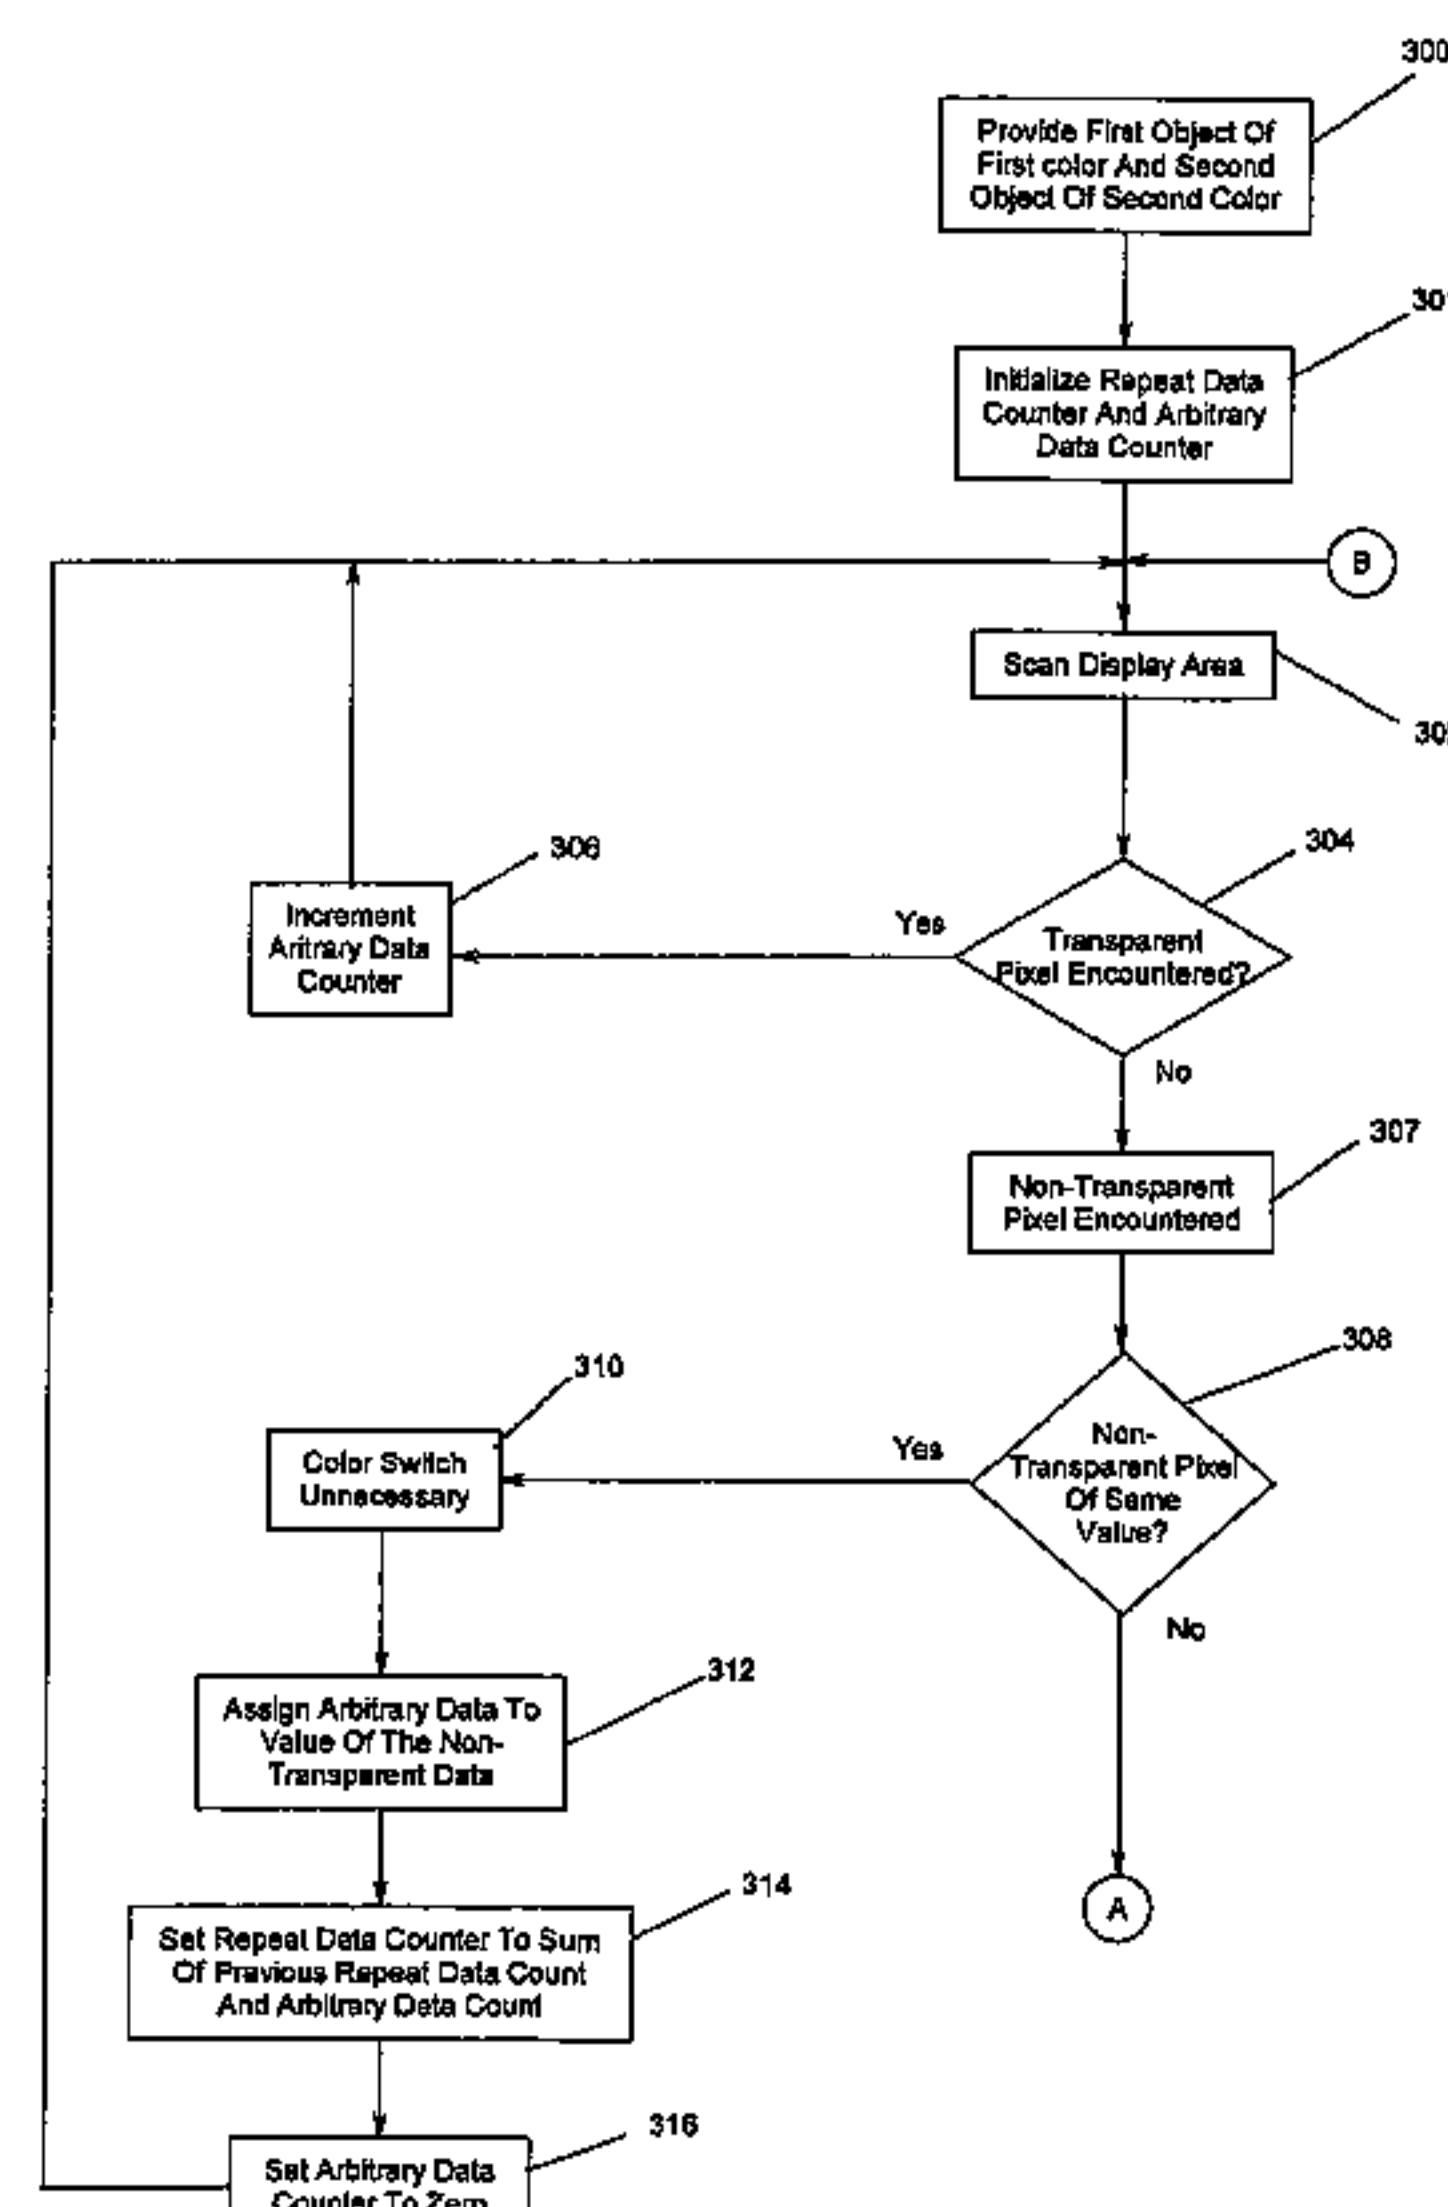 300
Provide First Object Of
First color And Second
Object Of Second Color
301
Initialize Repeat Data
Counter And Arbitrary
Data Counter
B
Scan Display Area
304
306
Increment
Aritrary Data
Counter
Yes
Transparent
Pixel Encountered?
No
307
Non-Transparent
Pixel Encountered
308
310
Color Switch
Unnecessary
Yes
Non-
Transparent Pixel
Of Same
Value?
No
312
Assign Arbitrary Data To
Value Of The Non-
Transparent Data
314
Set Repeat Data Counter To Sum
Of Previous Repeat Data Count
And Arbitrary Data Count
A
316
Set Arbitrary Data
Counter To Zero